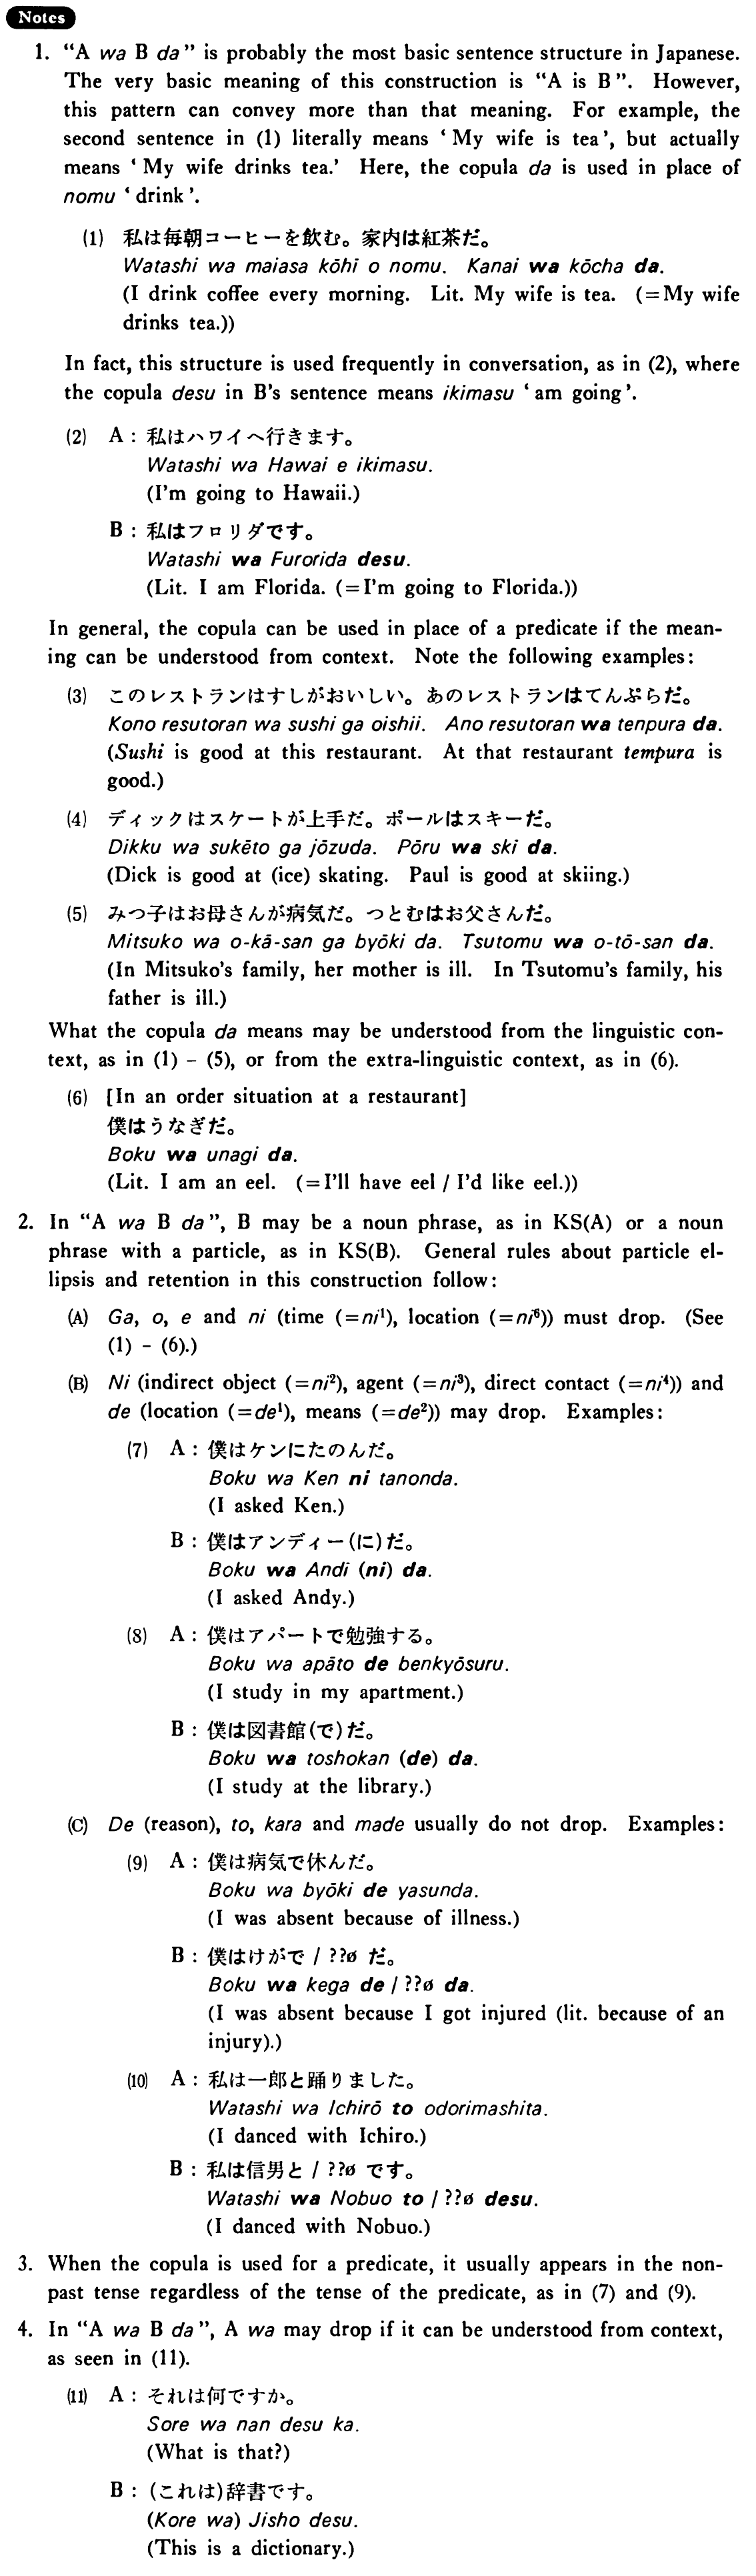 Notes
1. “A wa B da” is probably the most basic sentence structure in Japanese.
The very basic meaning of this construction is “A is B”. However,
this pattern can convey more than that meaning. For example, the
second sentence in (1) literally means ‘My wife is tea’, but actually
means ‘My wife drinks tea.’ Here, the copula da is used in place of
nomu ‘drink’.
(1) 私は毎朝コーヒーを飲む。家内は紅茶だ。
Watashi wa maiasa kōhī o nomu. Kanai wa kōcha da.
(I drink coffee every morning. Lit. My wife is tea. (=My wife
drinks tea.))
In fact, this structure is used frequently in conversation, as in (2), where
the copula desu in B’s sentence means ikimasu ‘am going’.
(2) A: 私はハワイへ行きます。
Watashi wa Hawai e ikimasu.
(I’m going to Hawaii.)
B: 私はフロリダです。
Watashi wa Furorida desu.
(Lit. I am Florida. (=I’m going to Florida.))
In general, the copula can be used in place of a predicate if the mean-
ing can be understood from context. Note the following examples:
(3) このレストランはすしがおいしい。あのレストランはてんぷらだ。
Kono resutoran wa sushi ga oishii. Ano resutoran wa tenpura da.
(Sushi is good at this restaurant. At that restaurant tempura is
good.)
(4) ディックはスケートが上手だ。ポールはスキーだ。
Dikku wa sukēto ga jōzuda. Pōru wa ski da.
(Dick is good at (ice) skating. Paul is good at skiing.)
(5) みつ子はお母さんが病気だ。つとむはお父さんだ。
Mitsuko wa o-kā-san ga byōki da. Tsutomu wa o-tō-san da.
(In Mitsuko’s family, her mother is ill. In Tsutomu’s family, his
father is ill.)
What the copula da means may be understood from the linguistic con-
text, as in (1) – (5), or from the extra-linguistic context, as in (6).
(6) [In an order situation at a restaurant]
僕はうなぎだ。
Boku wa unagi da.
(Lit. I am an eel. (=I’ll have eel / I’d like eel.))
2. In “A wa B da”, B may be a noun phrase, as in KS(A) or a noun
phrase with a particle, as in KS(B). General rules about particle el-
lipsis and retention in this construction follow:
(A) Ga, o, e and ni (time (=ni¹), location (=ni⁶)) must drop. (See
(1) – (6).)
(B) Ni (indirect object (=ni²), agent (=ni³), direct contact (=ni⁴)) and
de (location (=de¹), means (=de²)) may drop. Examples:
(7) A: 僕はケンにたのんだ。
Boku wa Ken ni tanonda.
(I asked Ken.)
B: 僕はアンディー(に)だ。
Boku wa Andī (ni) da.
(I asked Andy.)
(8) A: 僕はアパートで勉強する。
Boku wa apāto de benkyōsuru.
(I study in my apartment.)
B: 僕は図書館(で)だ。
Boku wa toshokan (de) da.
(I study at the library.)
(C) De (reason), to, kara and made usually do not drop. Examples:
(9) A: 僕は病気で休んだ。
Boku wa byōki de yasunda.
(I was absent because of illness.)
B: 僕はけがで / ??ø だ。
Boku wa kega de / ??ø da.
(I was absent because I got injured (lit. because of an
injury).)
(10) A: 私は一郎と踊りました。
Watashi wa Ichirō to odorimashita.
(I danced with Ichiro.)
B: 私は信男と / ??ø です。
Watashi wa Nobuo to / ??ø desu.
(I danced with Nobuo.)
3. When the copula is used for a predicate, it usually appears in the non-
past tense regardless of the tense of the predicate, as in (7) and (9).
4. In “A wa B da”, A wa may drop if it can be understood from context,
as seen in (11).
(11) A: それは何ですか。
Sore wa nan desu ka.
(What is that?)
B: (これは)辞書です。
(Kore wa) Jisho desu.
(This is a dictionary.)